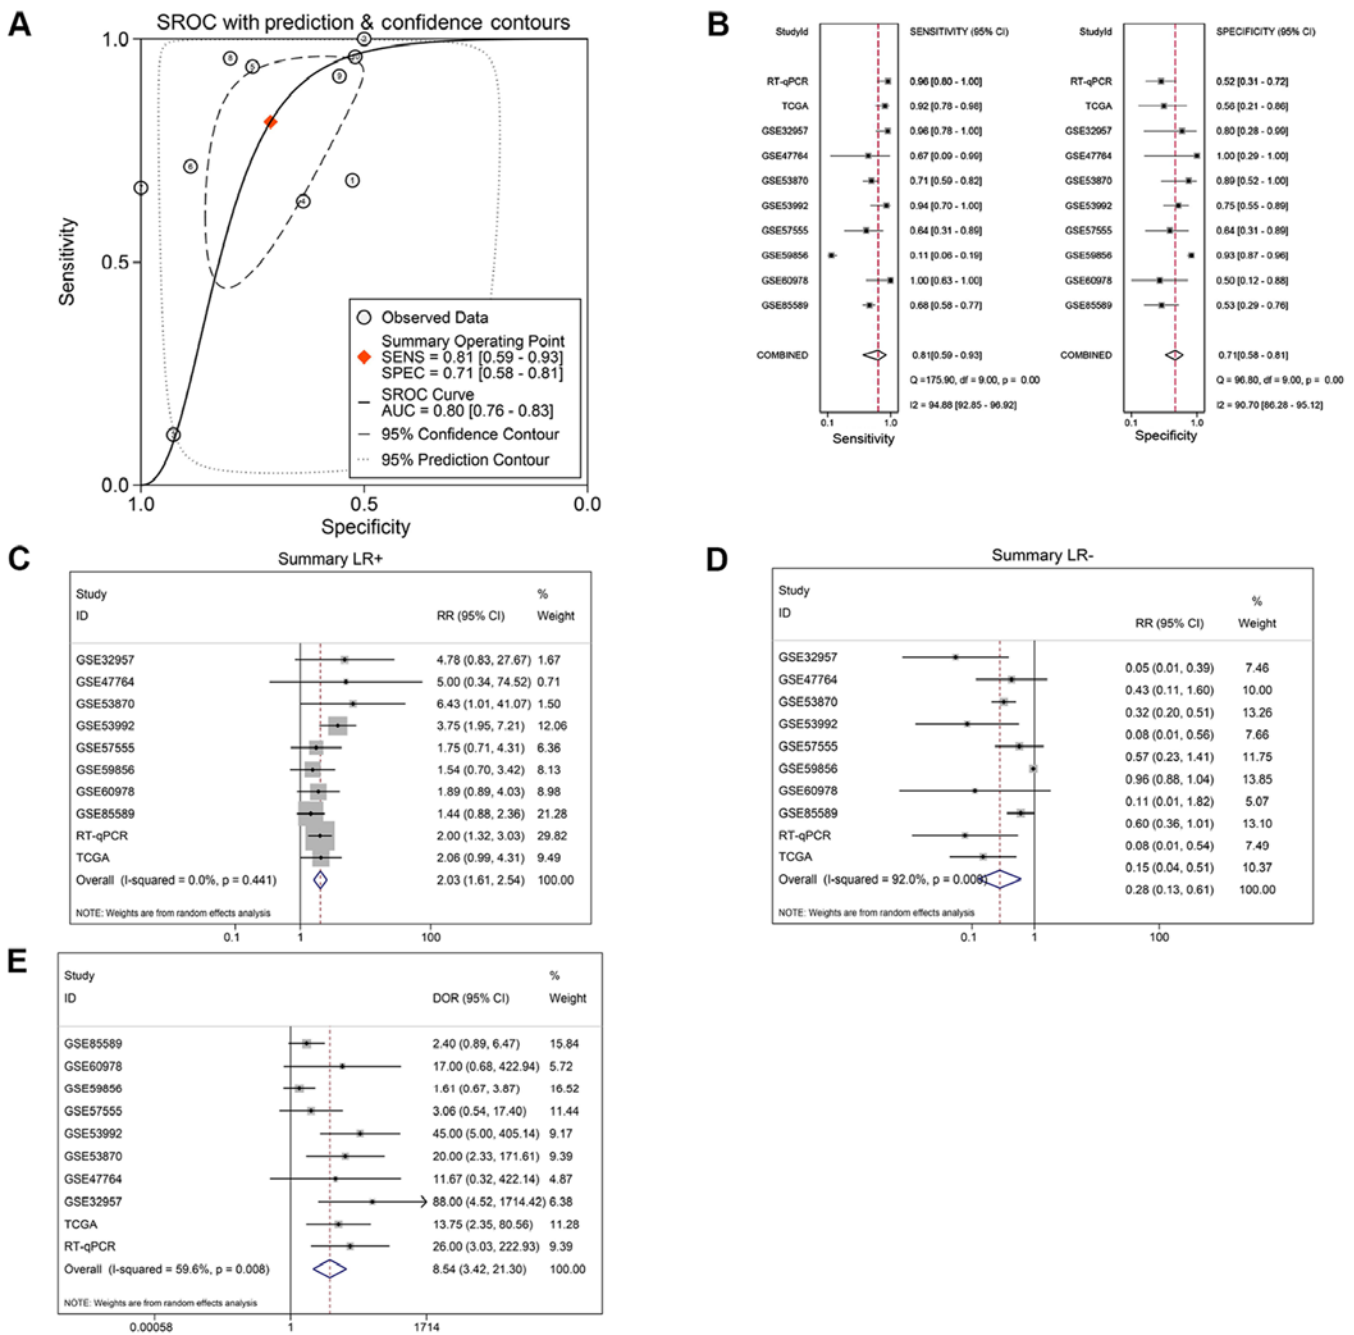 A
SROC with prediction & confidence contours
1.0
0.5
0.0
Sensitivity
1.0 0.5 0.0
Specificity
Observed Data
Summary Operating Point
SENS = 0.81 [0.59 - 0.93]
SPEC = 0.71 [0.58 - 0.81]
SROC Curve
AUC = 0.80 [0.76 - 0.83]
95% Confidence Contour
95% Prediction Contour
B
StudyId SENSITIVITY (95% CI)
RT-qPCR 0.96 [0.80 - 1.00]
TCGA 0.92 [0.78 - 0.98]
GSE32957 0.96 [0.78 - 1.00]
GSE47764 0.67 [0.09 - 0.99]
GSE53870 0.71 [0.59 - 0.82]
GSE53992 0.94 [0.70 - 1.00]
GSE57555 0.64 [0.31 - 0.89]
GSE59856 0.11 [0.06 - 0.19]
GSE60978 1.00 [0.63 - 1.00]
GSE85589 0.68 [0.58 - 0.77]
COMBINED 0.81[0.59 - 0.93]
Q =175.90, df = 9.00, p = 0.00
I2 = 94.88 [92.85 - 96.92]
0.1 1.0
Sensitivity
StudyId SPECIFICITY (95% CI)
RT-qPCR 0.52 [0.31 - 0.72]
TCGA 0.56 [0.21 - 0.86]
GSE32957 0.80 [0.28 - 0.99]
GSE47764 1.00 [0.29 - 1.00]
GSE53870 0.89 [0.52 - 1.00]
GSE53992 0.75 [0.55 - 0.89]
GSE57555 0.64 [0.31 - 0.89]
GSE59856 0.93 [0.87 - 0.96]
GSE60978 0.50 [0.12 - 0.88]
GSE85589 0.53 [0.29 - 0.76]
COMBINED 0.71[0.58 - 0.81]
Q = 96.80, df = 9.00, p = 0.00
I2 = 90.70 [86.28 - 95.12]
0.1 1.0
Specificity
C
Summary LR+
Study %
ID RR (95% CI) Weight
GSE32957 4.78 (0.83, 27.67) 1.67
GSE47764 5.00 (0.34, 74.52) 0.71
GSE53870 6.43 (1.01, 41.07) 1.50
GSE53992 3.75 (1.95, 7.21) 12.06
GSE57555 1.75 (0.71, 4.31) 6.36
GSE59856 1.54 (0.70, 3.42) 8.13
GSE60978 1.89 (0.89, 4.03) 8.98
GSE85589 1.44 (0.88, 2.36) 21.28
RT-qPCR 2.00 (1.32, 3.03) 29.82
TCGA 2.06 (0.99, 4.31) 9.49
Overall (I-squared = 0.0%, p = 0.441) 2.03 (1.61, 2.54) 100.00
NOTE: Weights are from random effects analysis
0.1 1 100
D
Summary LR-
Study %
ID RR (95% CI) Weight
GSE32957 0.05 (0.01, 0.39) 7.46
GSE47764 0.43 (0.11, 1.60) 10.00
GSE53870 0.32 (0.20, 0.51) 13.26
GSE53992 0.08 (0.01, 0.56) 7.66
GSE57555 0.57 (0.23, 1.41) 11.75
GSE59856 0.96 (0.88, 1.04) 13.85
GSE60978 0.11 (0.01, 1.82) 5.07
GSE85589 0.60 (0.36, 1.01) 13.10
RT-qPCR 0.08 (0.01, 0.54) 7.49
TCGA 0.15 (0.04, 0.51) 10.37
Overall (I-squared = 92.0%, p = 0.000) 0.28 (0.13, 0.61) 100.00
NOTE: Weights are from random effects analysis
0.1 1 100
E
Study %
ID DOR (95% CI) Weight
GSE85589 2.40 (0.89, 6.47) 15.84
GSE60978 17.00 (0.68, 422.94) 5.72
GSE59856 1.61 (0.67, 3.87) 16.52
GSE57555 3.06 (0.54, 17.40) 11.44
GSE53992 45.00 (5.00, 405.14) 9.17
GSE53870 20.00 (2.33, 171.61) 9.39
GSE47764 11.67 (0.32, 422.14) 4.87
GSE32957 88.00 (4.52, 1714.42) 6.38
TCGA 13.75 (2.35, 80.56) 11.28
RT-qPCR 26.00 (3.03, 222.93) 9.39
Overall (I-squared = 59.6%, p = 0.008) 8.54 (3.42, 21.30) 100.00
NOTE: Weights are from random effects analysis
0.00058 1 1714